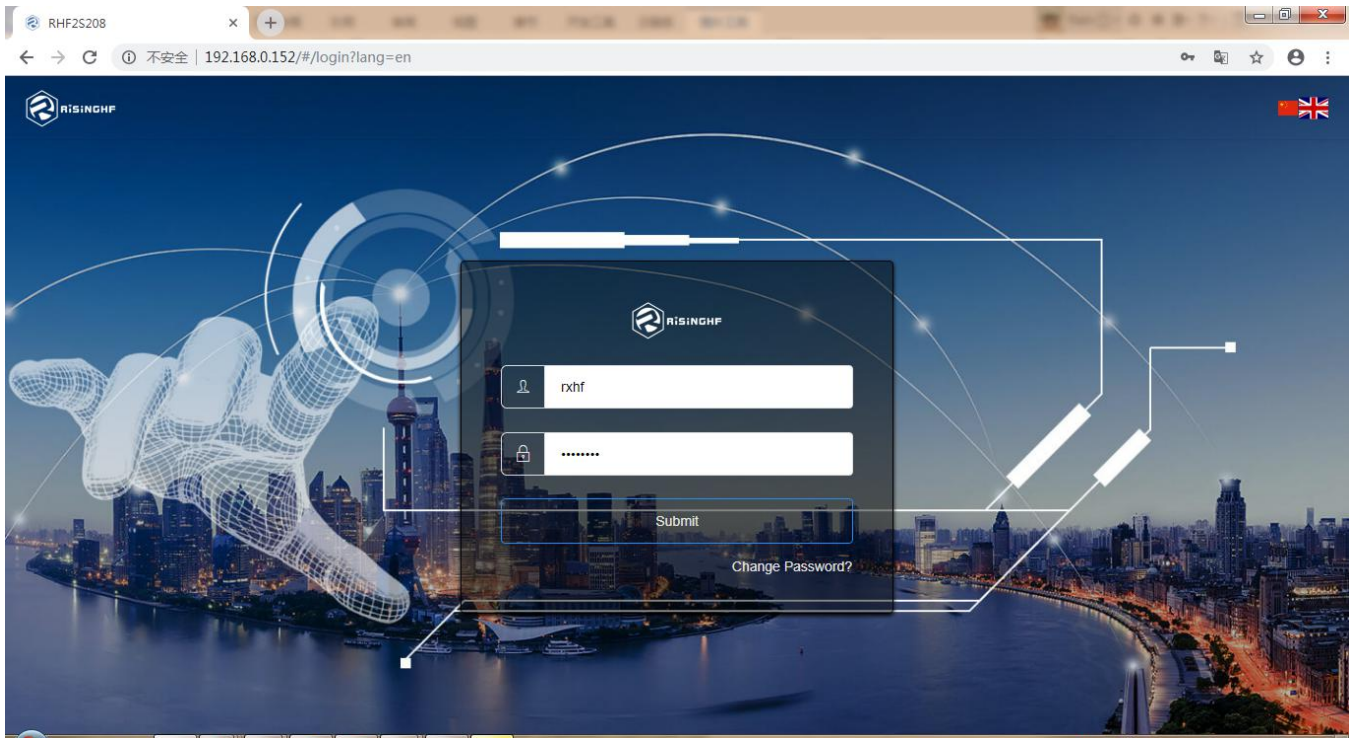 RHF2S208
不安全 | 192.168.0.152/#/login?lang=en
RiSiNGHF
RiSiNGHF
rxhf
••••••••
Submit
Change Password?